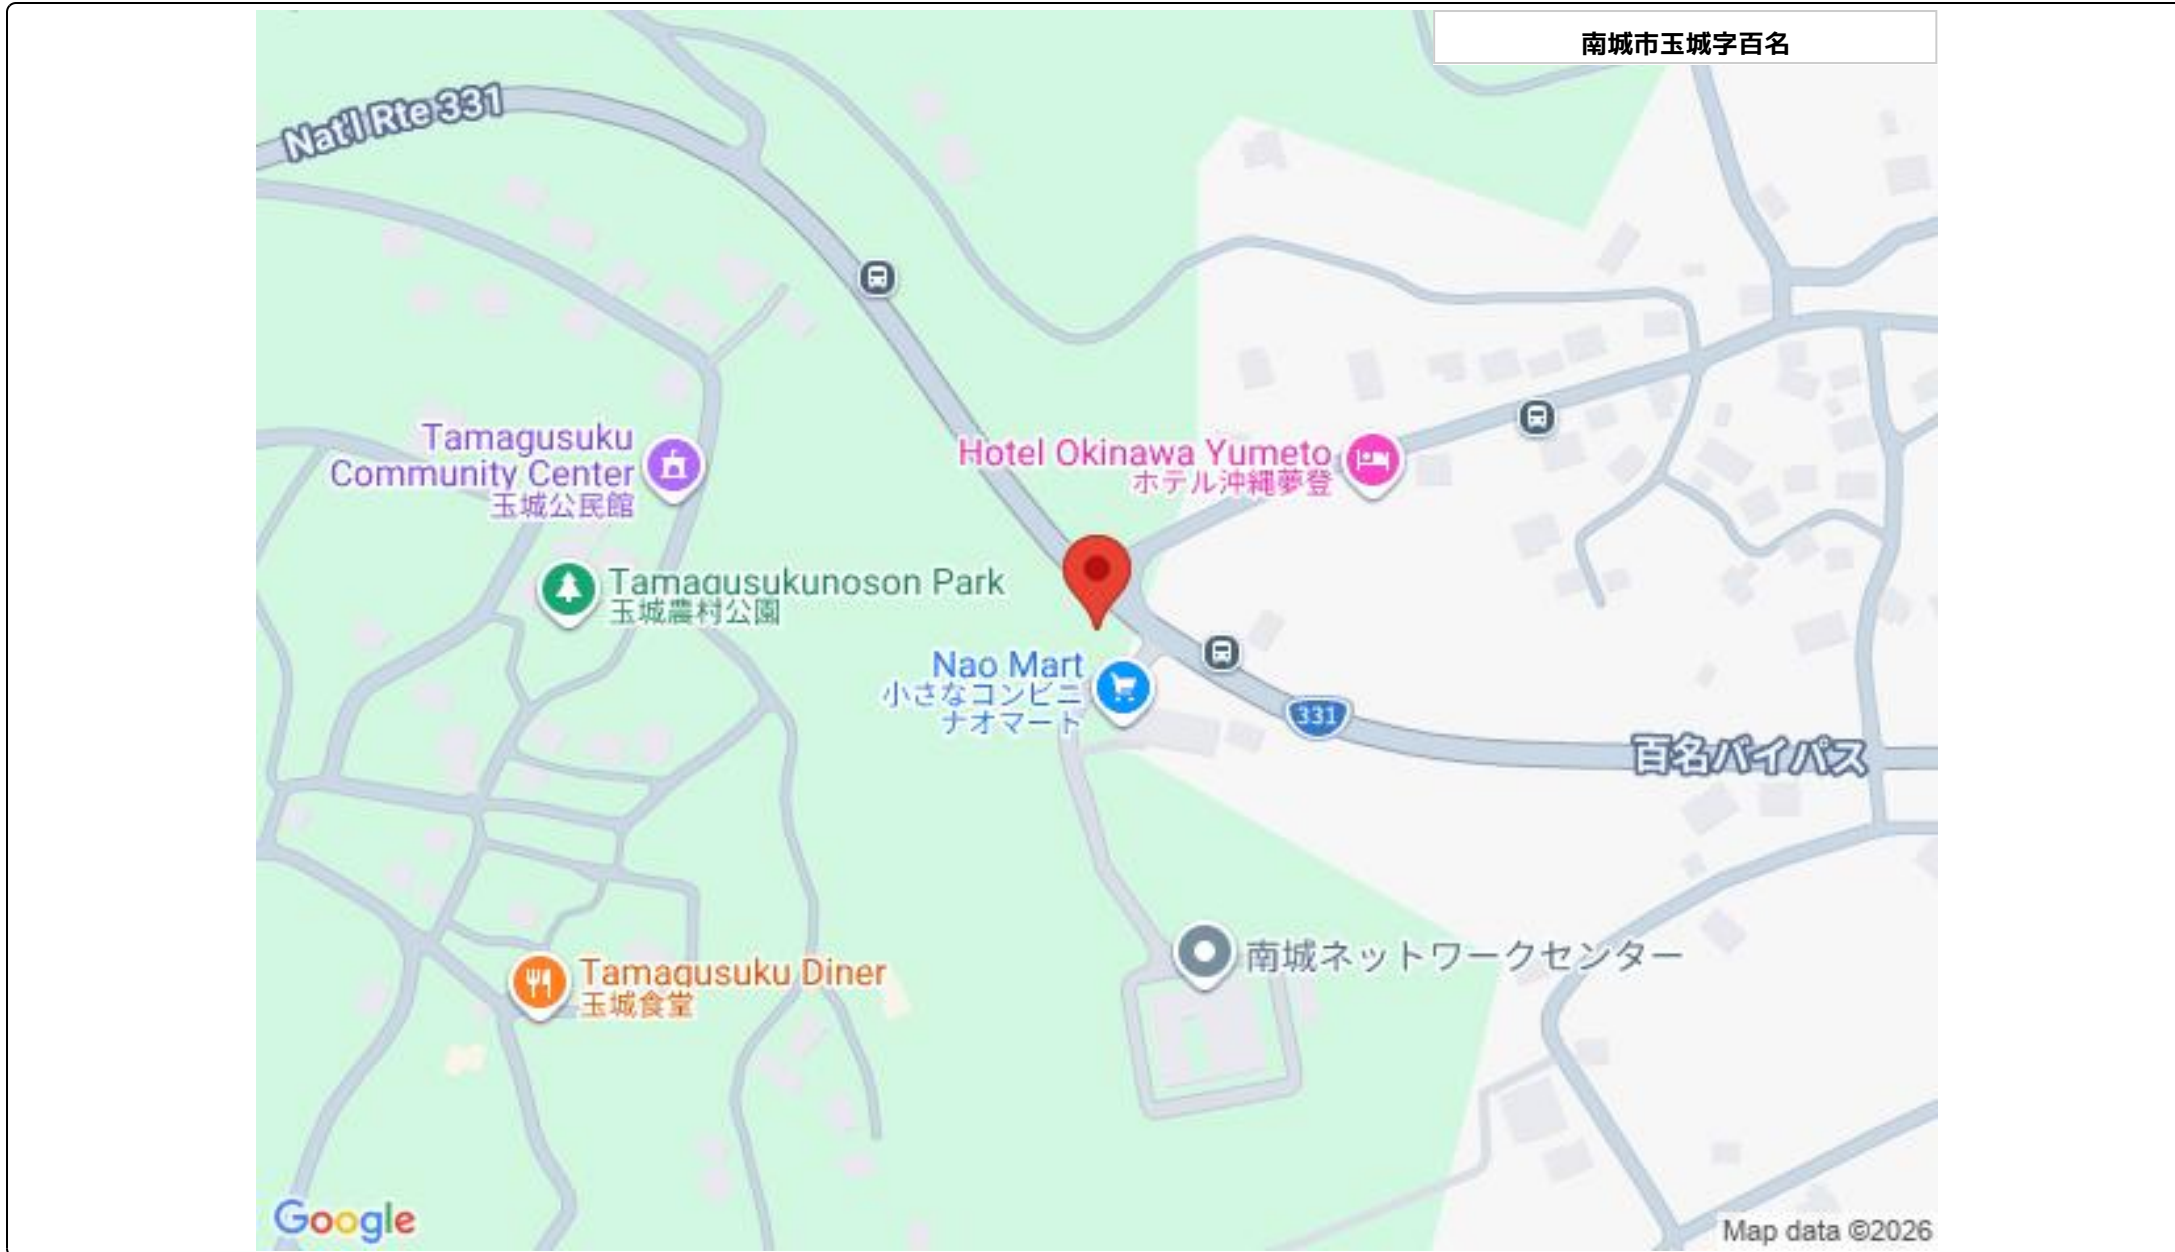 南城市玉城字百名
Nat'l Rte 331
Tamagusuku
Community Center
玉城公民館
Hotel Okinawa Yumeto
ホテル沖縄夢登
Tamagusukunoson Park
玉城農村公園
Nao Mart
小さなコンビニ
ナオマート
331
百名バイパス
南城ネットワークセンター
Tamagusuku Diner
玉城食堂
Google
Map data ©2026